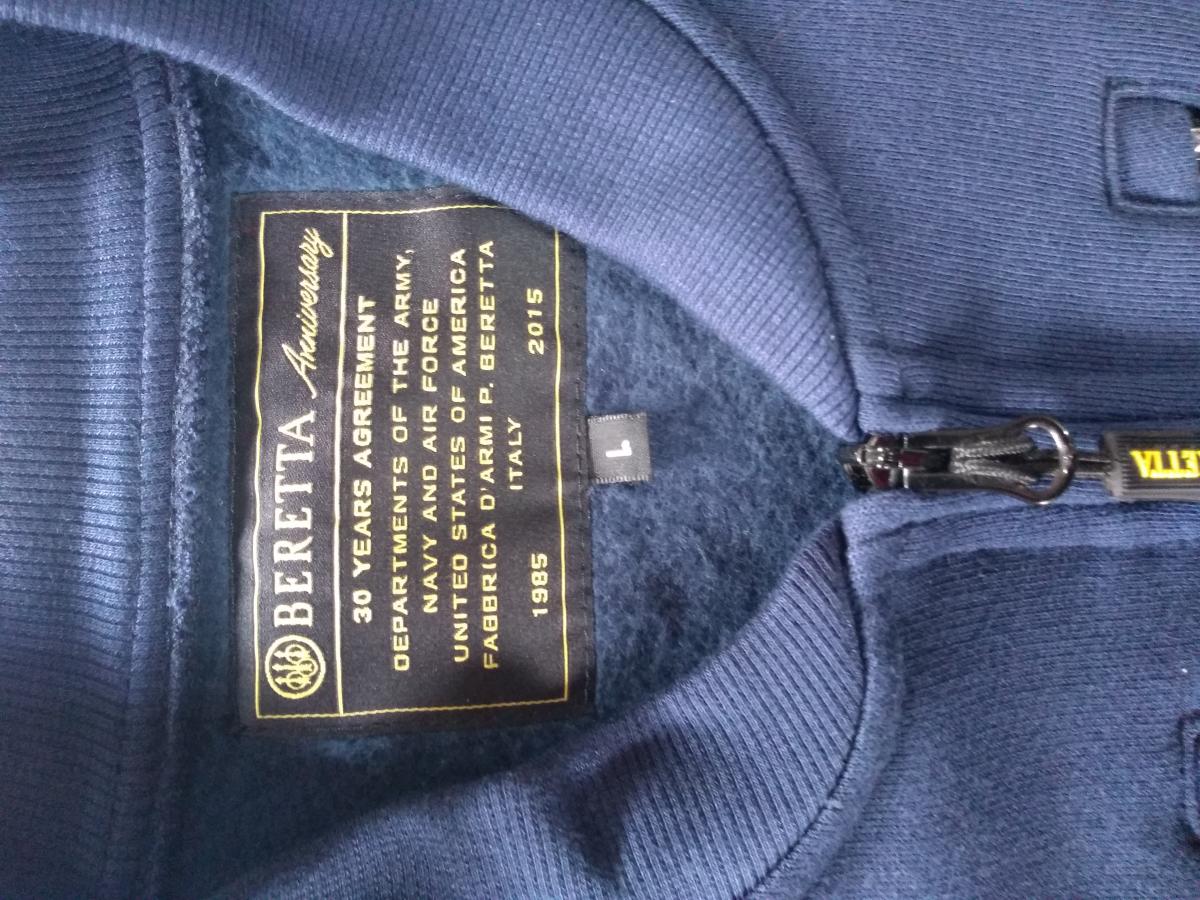 BERETTA Anniversary
30 YEARS AGREEMENT
DEPARTMENTS OF THE ARMY,
NAVY AND AIR FORCE
UNITED STATES OF AMERICA
FABBRICA D'ARMI P. BERETTA
ITALY
1985 2015
L
ETTA